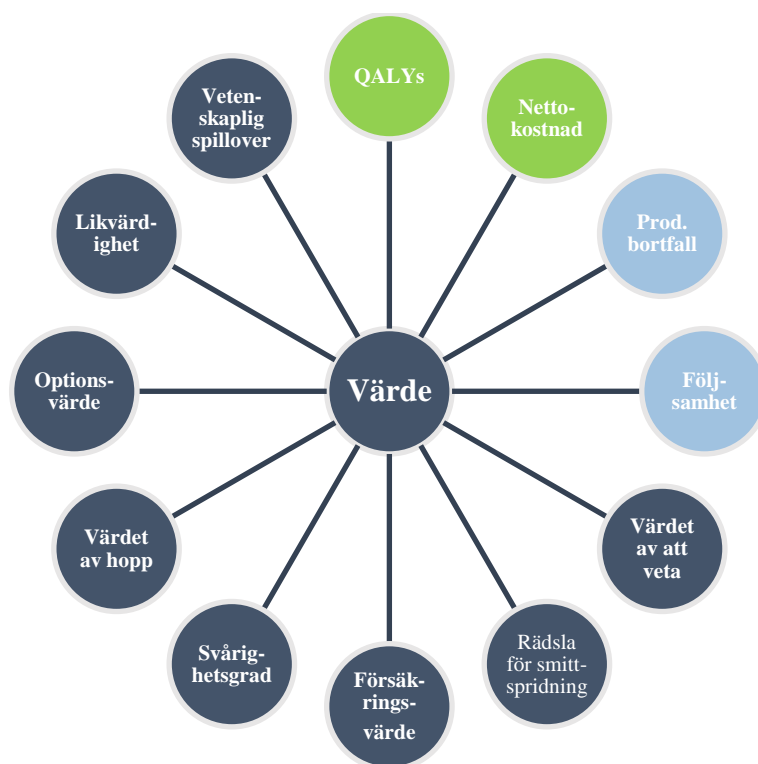 QALYs
Netto-
kostnad
Prod.
bortfall
Följ-
samhet
Värdet
av att
veta
Rädsla
för smitt-
spridning
Försäk-
rings-
värde
Svårig-
hetsgrad
Värdet
av hopp
Options-
värde
Likvärd-
ighet
Veten-
skaplig
spillover
Värde